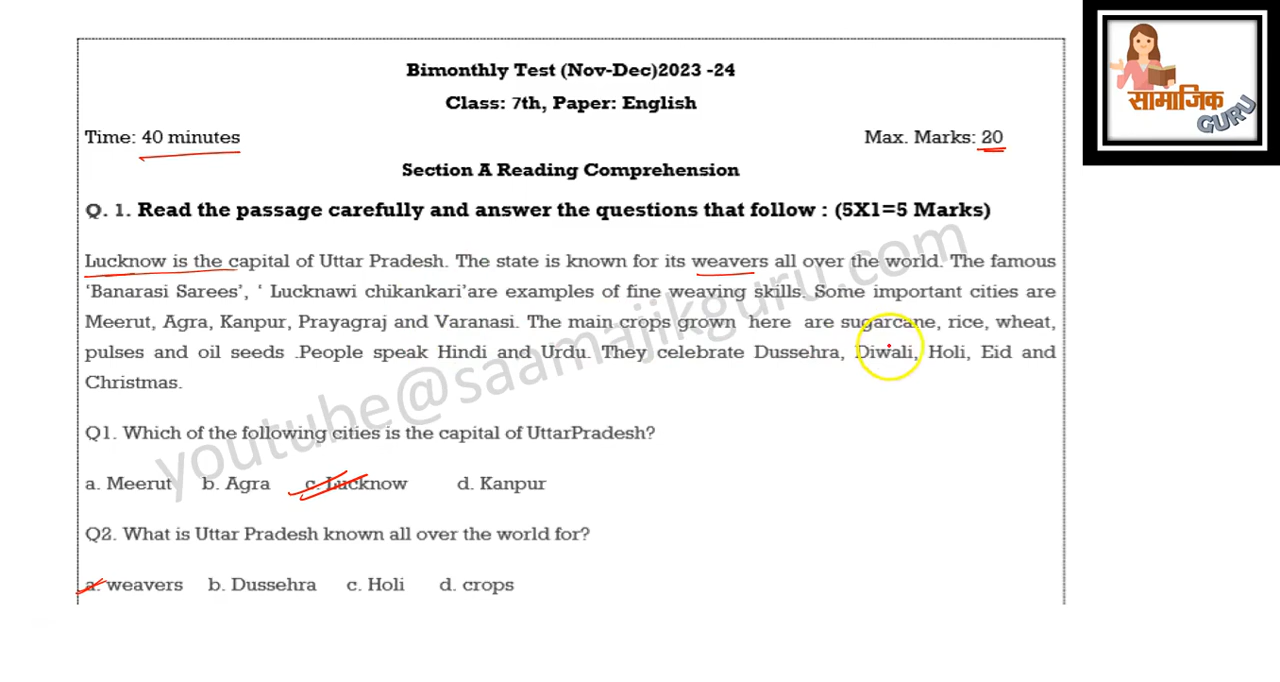 सामाजिक
GURU
Bimonthly Test (Nov-Dec)2023 -24
Class: 7th, Paper: English
Time: 40 minutes Max. Marks: 20
Section A Reading Comprehension
Q. 1. Read the passage carefully and answer the questions that follow : (5X1=5 Marks)
Lucknow is the capital of Uttar Pradesh. The state is known for its weavers all over the world. The famous
‘Banarasi Sarees’, ‘ Lucknawi chikankari’are examples of fine weaving skills. Some important cities are
Meerut, Agra, Kanpur, Prayagraj and Varanasi. The main crops grown here are sugarcane, rice, wheat,
pulses and oil seeds .People speak Hindi and Urdu. They celebrate Dussehra, Diwali, Holi, Eid and
Christmas.
youtube@saamajikguru.com
Q1. Which of the following cities is the capital of UttarPradesh?
a. Meerut b. Agra c. Lucknow d. Kanpur
Q2. What is Uttar Pradesh known all over the world for?
a. weavers b. Dussehra c. Holi d. crops